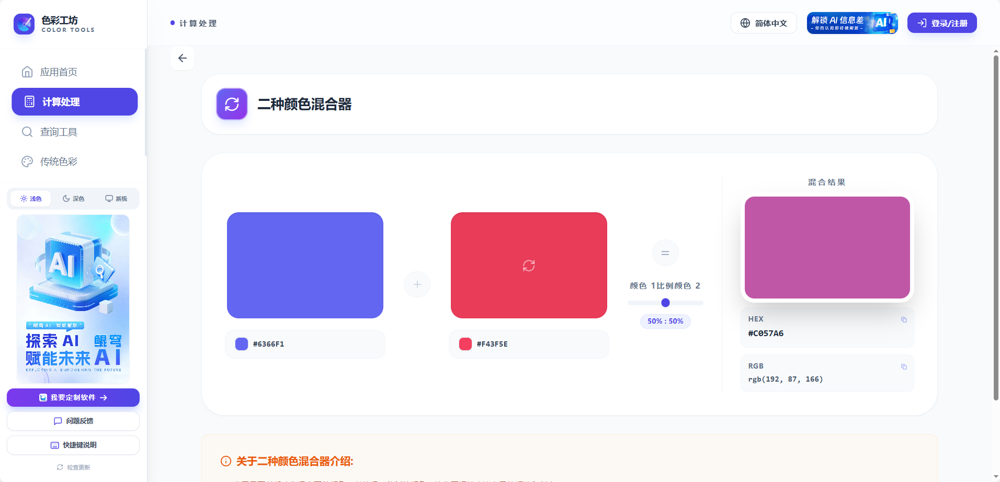 色彩工坊
COLOR TOOLS
应用首页
计算处理
查询工具
传统色彩
浅色
深色
系统
AI
"鲲穹AI 智能赋新"
探索 AI 鲲穹
赋能未来 AI
EXPLORING AI EMPOWERING THE FUTURE
我要定制软件
问题反馈
快捷键说明
检查更新
计算处理
简体中文
解锁 AI 信息差
- 你的认知即将被刷新 -
AI
登录/注册
二种颜色混合器
#6366F1
#F43F5E
颜色 1比例颜色 2
50% : 50%
混合结果
HEX
#C057A6
RGB
rgb(192, 87, 166)
关于二种颜色混合器介绍: